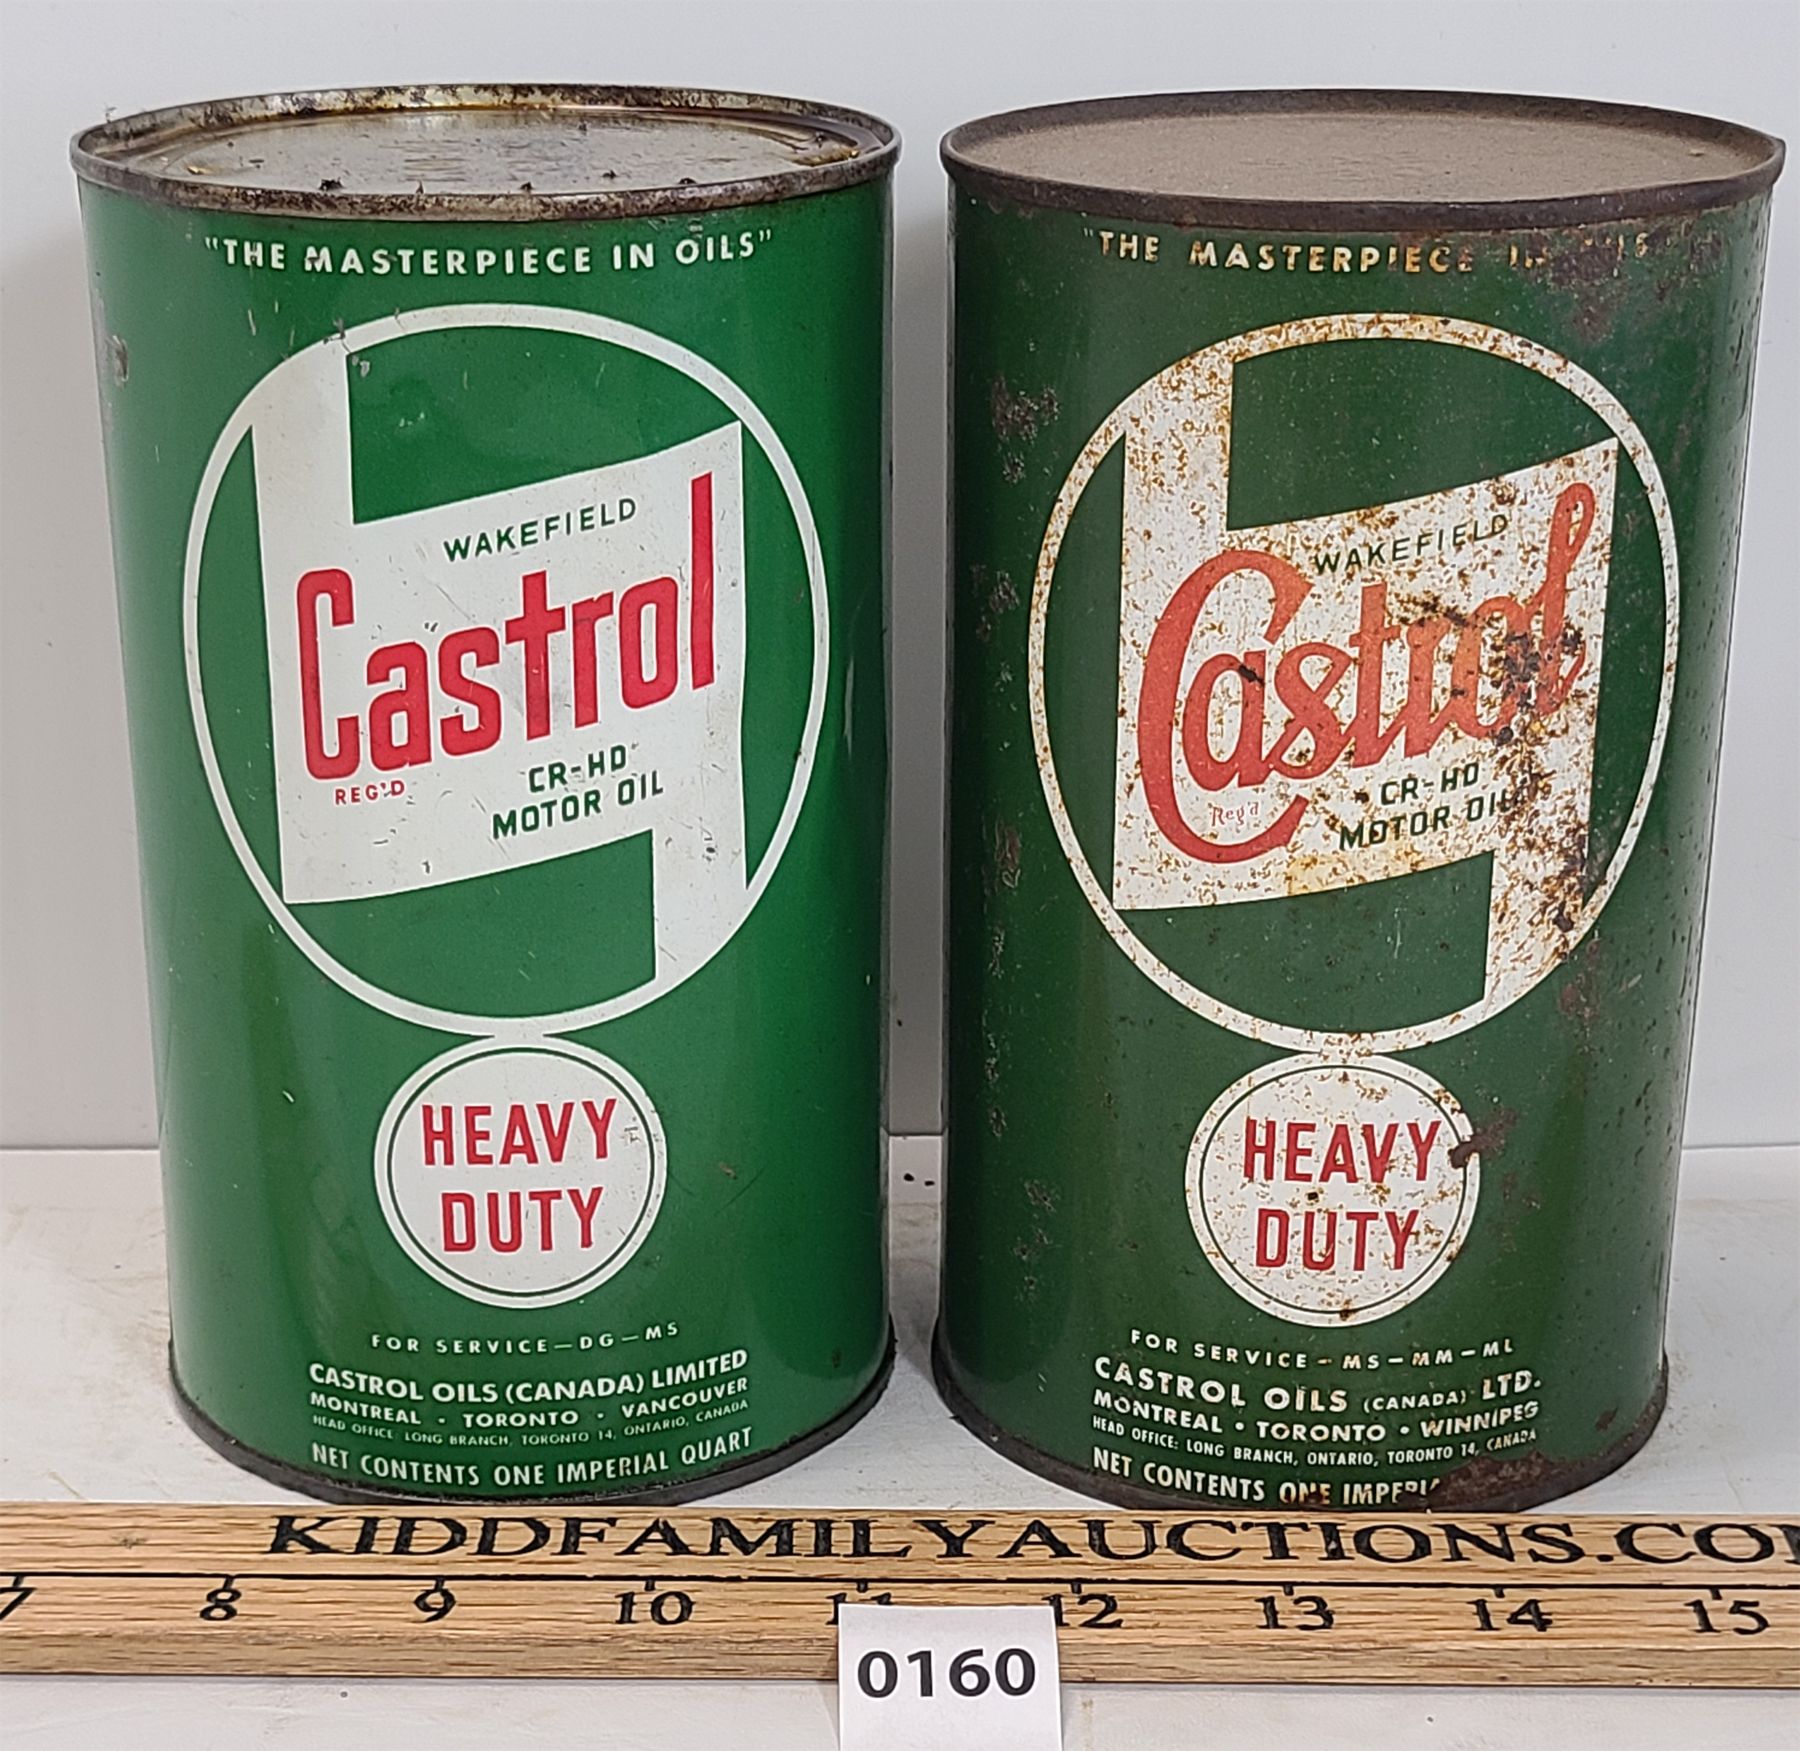 "THE MASTERPIECE IN OILS"
WAKEFIELD
Castrol
REG'D
CR-HD
MOTOR OIL
HEAVY
DUTY
FOR SERVICE—DG—MS
CASTROL OILS (CANADA) LIMITED
MONTREAL • TORONTO • VANCOUVER
HEAD OFFICE: LONG BRANCH, TORONTO 14, ONTARIO, CANADA
NET CONTENTS ONE IMPERIAL QUART
"THE MASTERPIECE
WAKEFIELD
Castrol
Reg'd
CR-HD
MOTOR OIL
HEAVY
DUTY
FOR SERVICE – MS – MM – ML
CASTROL OILS (CANADA) LTD.
MONTREAL • TORONTO • WINNIPEG
HEAD OFFICE: LONG BRANCH, ONTARIO, TORONTO 14, CANADA
NET CONTENTS ONE
KIDDFAMILYAUCTIONS.CO
7 8 9 10 11 12 13 14 15
0160